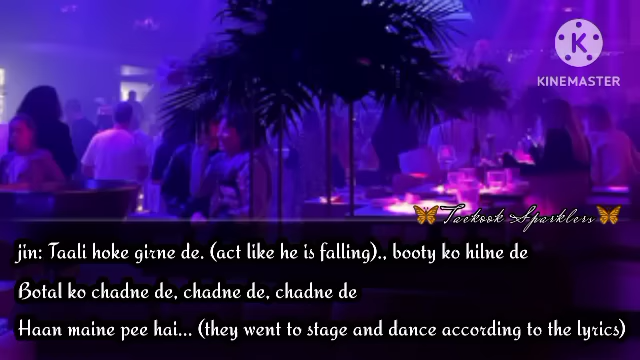 KINEMASTER
🦋Taekook Sparklers🦋
jin: Taali hoke girne de. (act like he is falling)., booty ko hilne de
Botal ko chadne de, chadne de, chadne de
Haan maine pee hai... (they went to stage and dance according to the lyrics)